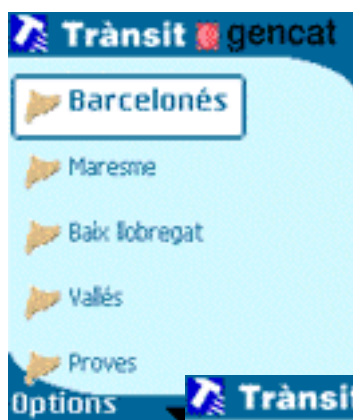 Trànsit gencat
Barcelonés
Maresme
Baix llobregat
Vallés
Proves
Options
Trànsit